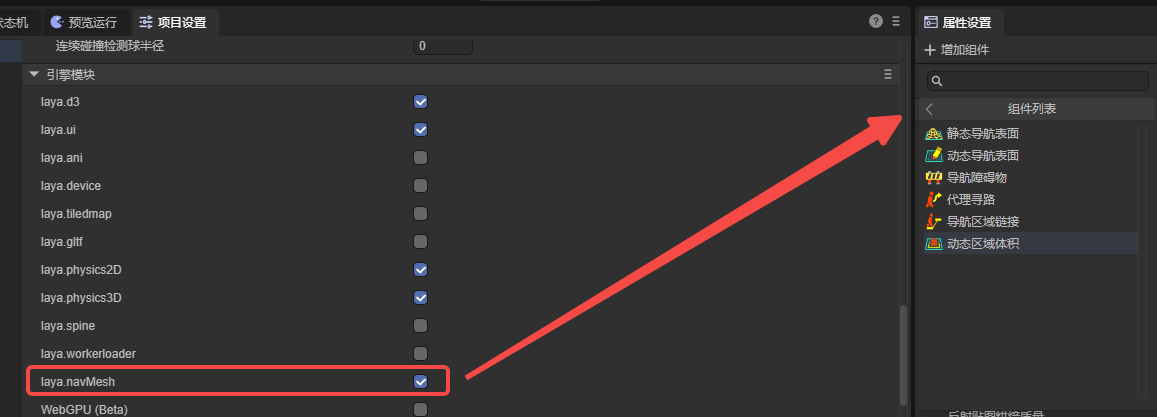 状态机 预览运行 项目设置
连续碰撞检测球半径 0
引擎模块
laya.d3
laya.ui
laya.ani
laya.device
laya.tiledmap
laya.gltf
laya.physics2D
laya.physics3D
laya.spine
laya.workerloader
laya.navMesh
WebGPU (Beta)
属性设置
增加组件
组件列表
静态导航表面
动态导航表面
导航障碍物
代理寻路
导航区域链接
动态区域体积